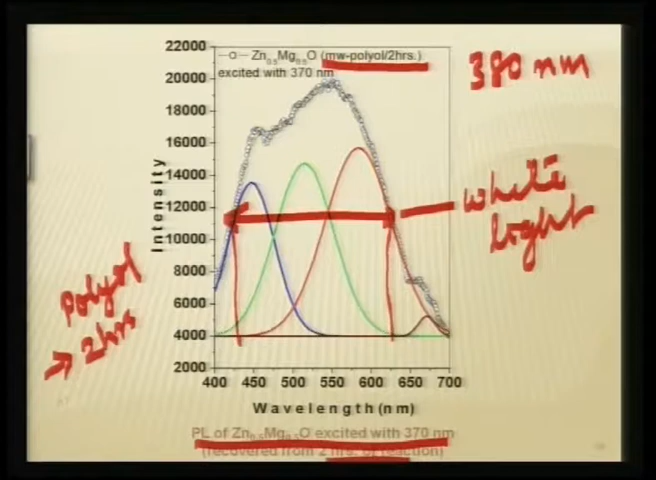 22000
20000
18000
16000
14000
12000
10000
8000
6000
4000
2000
—o— Zn0.5Mg0.5O (mw-polyol/2hrs.)
excited with 370 nm
380 nm
white
light
polyol
→ 2hrs
Intensity
400 450 500 550 600 650 700
Wavelength(nm)
PL of Zn0.5Mg0.5O excited with 370 nm
(recovered from 2 hrs. of reaction)